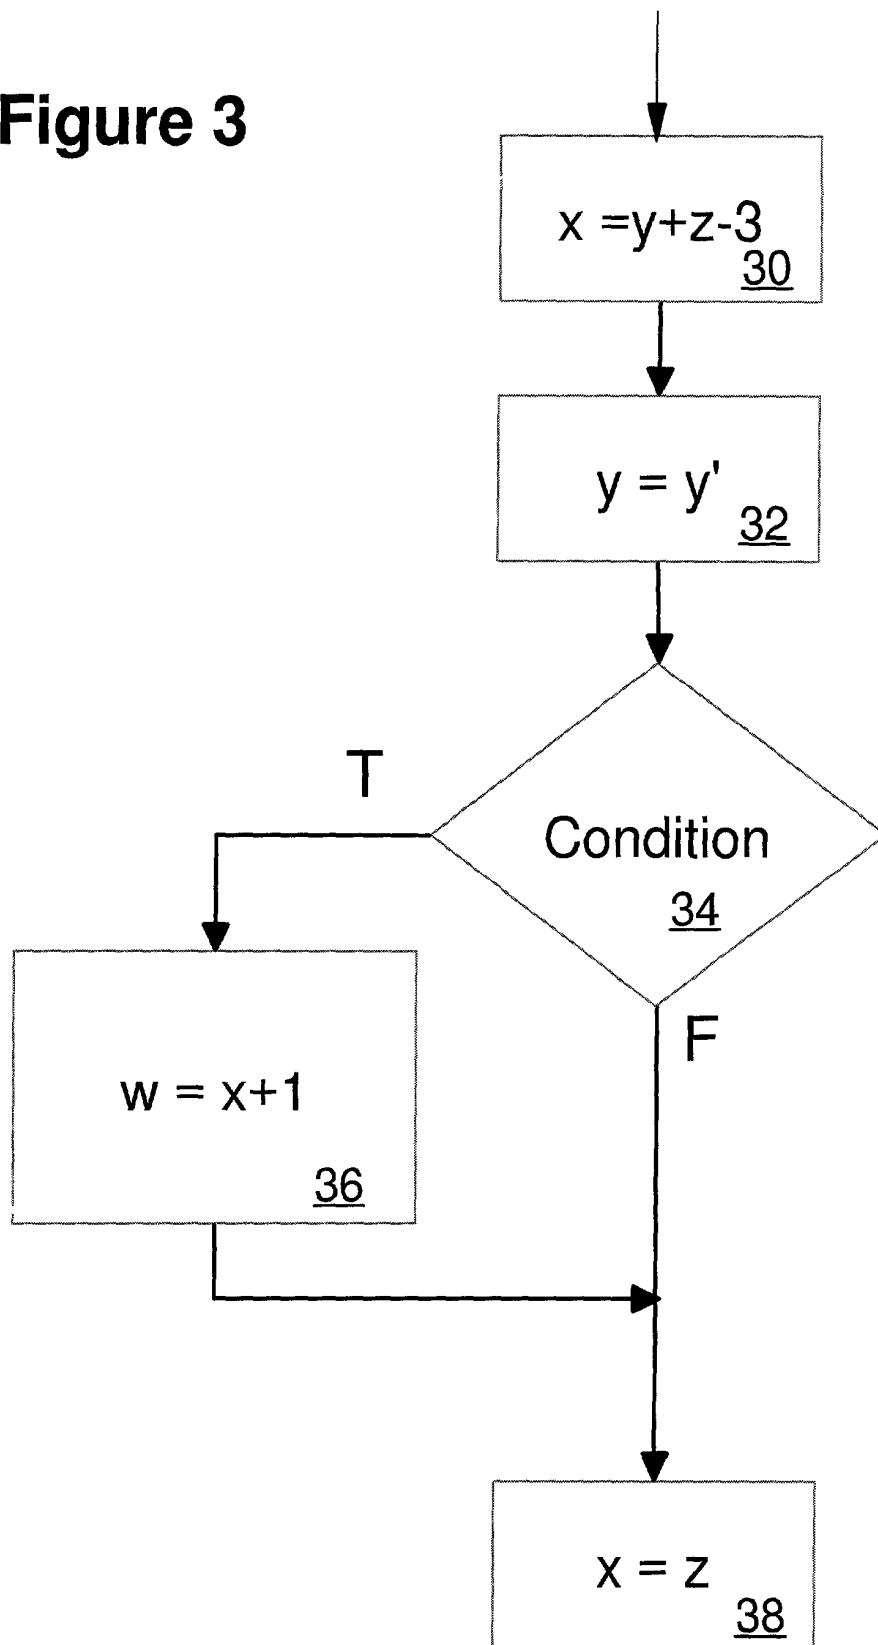 Figure 3
x =y+z-3
30
y = y'
32
T
Condition
34
F
w = x+1
36
x = z
38